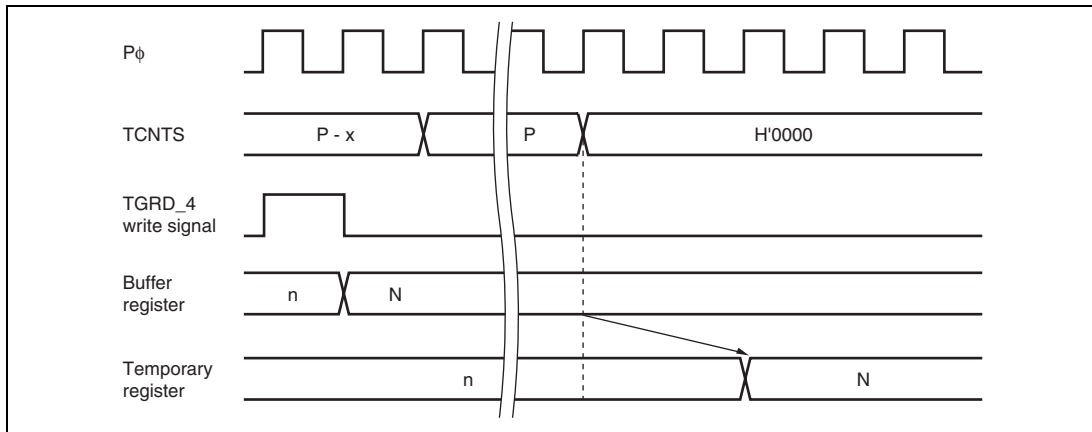 Pφ
TCNTS
P - x
P
H'0000
TGRD_4
write signal
Buffer
register
n
N
Temporary
register
n
N